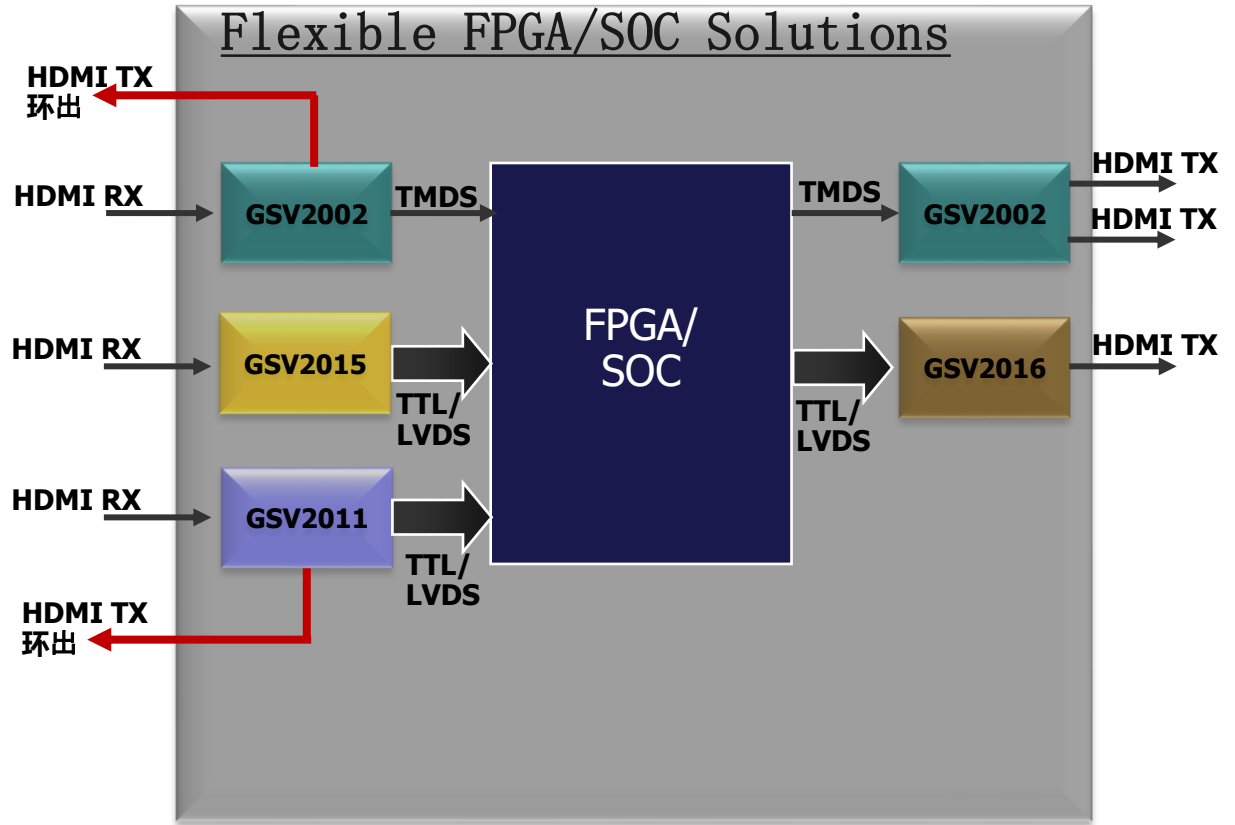 Flexible FPGA/SOC Solutions
HDMI TX
环出
HDMI RX
GSV2002
TMDS
HDMI RX
GSV2015
TTL/
LVDS
HDMI RX
GSV2011
TTL/
LVDS
HDMI TX
环出
FPGA/
SOC
TMDS
GSV2002
HDMI TX
HDMI TX
TTL/
LVDS
GSV2016
HDMI TX